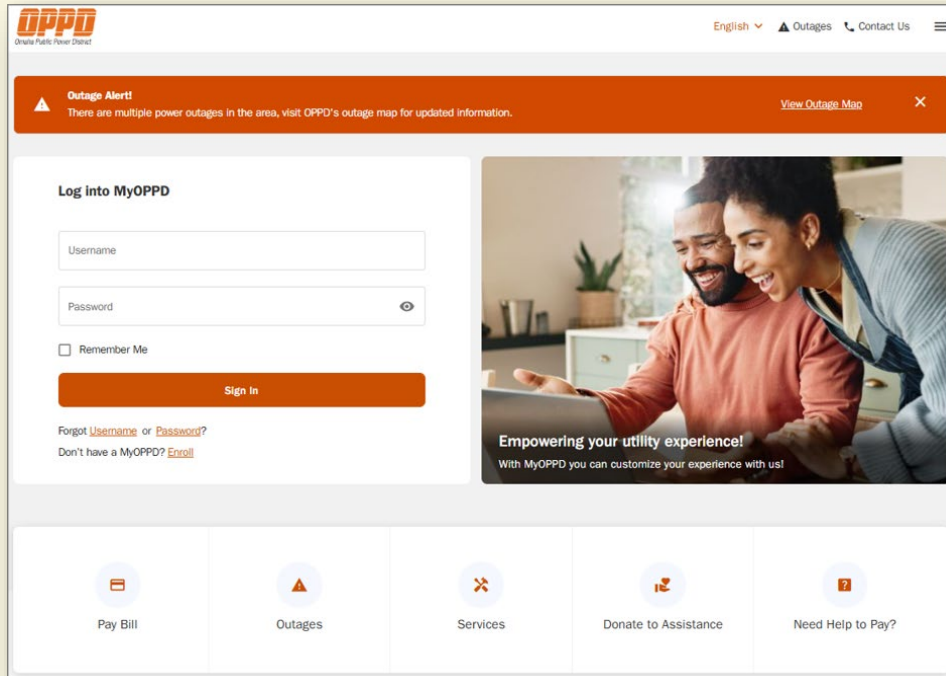 OPPD
Omaha Public Power District
English
Outages
Contact Us
Outage Alert!
There are multiple power outages in the area, visit OPPD's outage map for updated information.
View Outage Map
Log into MyOPPD
Username
Password
Remember Me
Sign In
Forgot Username or Password?
Don't have a MyOPPD? Enroll
Empowering your utility experience!
With MyOPPD you can customize your experience with us!
Pay Bill
Outages
Services
Donate to Assistance
Need Help to Pay?